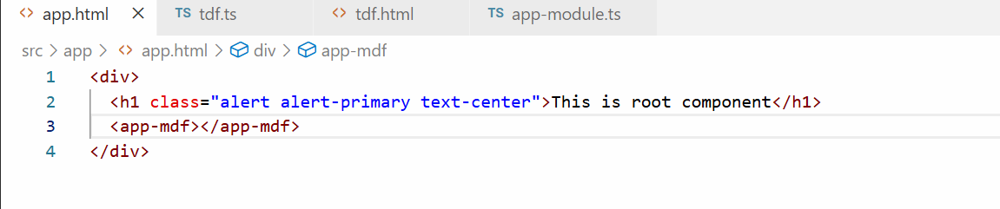 app.html TS tdf.ts tdf.html TS app-module.ts
src > app > app.html > div > app-mdf
1 <div>
2 <h1 class="alert alert-primary text-center">This is root component</h1>
3 <app-mdf></app-mdf>
4 </div>